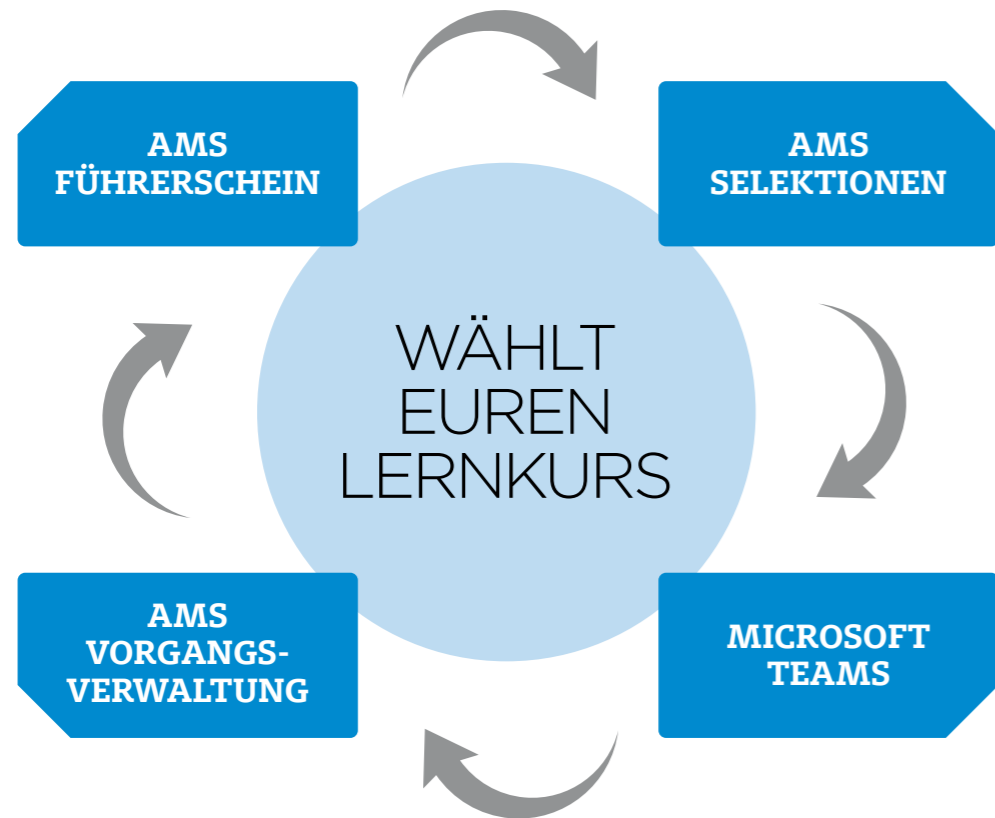 AMS
FÜHRERSCHEIN
AMS
SELEKTIONEN
WÄHLT
EUREN
LERNKURS
AMS
VORGANGS-
VERWALTUNG
MICROSOFT
TEAMS